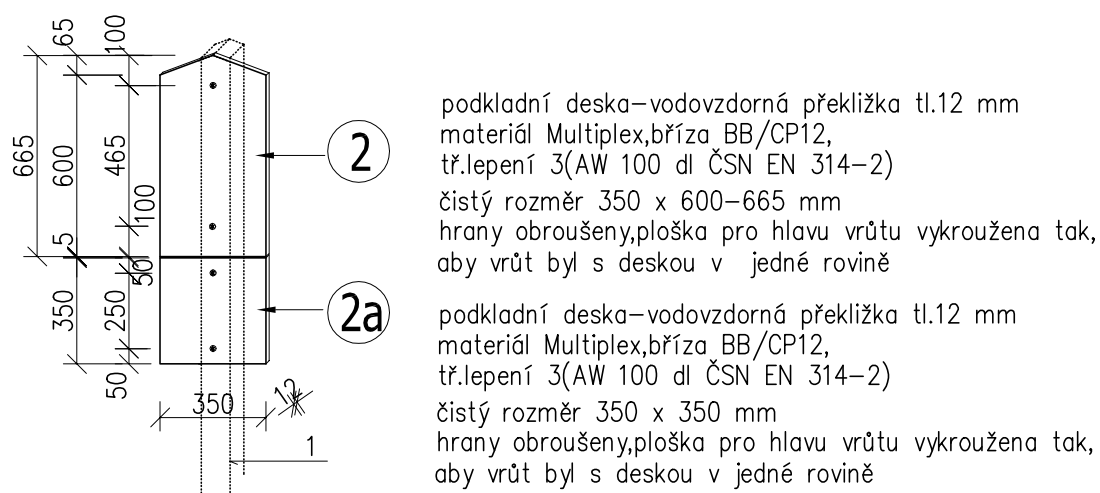 65
100
665
600
465
100
5
50
350
250
50
350
12
1
2
2a
podkladní deska-vodovzdorná překližka tl.12 mm
materiál Multiplex,bříza BB/CP12,
tř.lepení 3(AW 100 dl ČSN EN 314-2)
čistý rozměr 350 x 600-665 mm
hrany obroušeny,ploška pro hlavu vrůtu vykroužena tak,
aby vrůt byl s deskou v jedné rovině
podkladní deska-vodovzdorná překližka tl.12 mm
materiál Multiplex,bříza BB/CP12,
tř.lepení 3(AW 100 dl ČSN EN 314-2)
čistý rozměr 350 x 350 mm
hrany obroušeny,ploška pro hlavu vrůtu vykroužena tak,
aby vrůt byl s deskou v jedné rovině